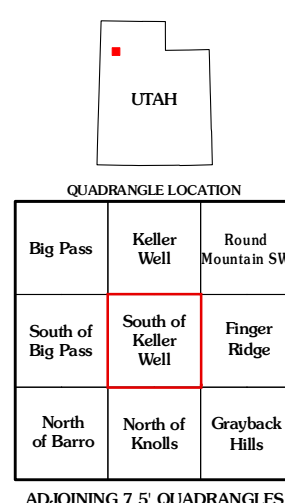 UTAH
QUADRANGLE LOCATION
Big Pass
Keller
Well
Round
Mountain SW
South of
Big Pass
South of
Keller
Well
Finger
Ridge
North
of Barro
North of
Knolls
Grayback
Hills
ADJOINING 7.5' QUADRANGLES